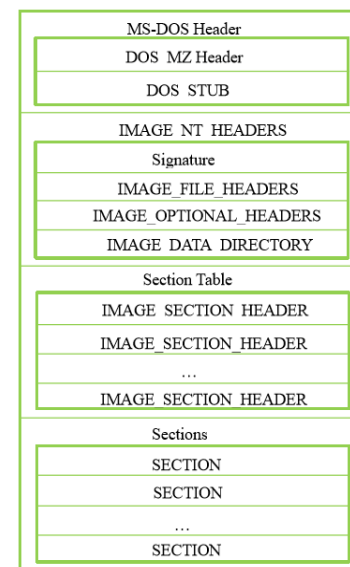 MS-DOS Header
DOS MZ Header
DOS STUB
IMAGE NT HEADERS
Signature
IMAGE_FILE_HEADERS
IMAGE_OPTIONAL_HEADERS
IMAGE DATA DIRECTORY
Section Table
IMAGE SECTION HEADER
IMAGE_SECTION_HEADER
…
IMAGE_SECTION_HEADER
Sections
SECTION
SECTION
…
SECTION